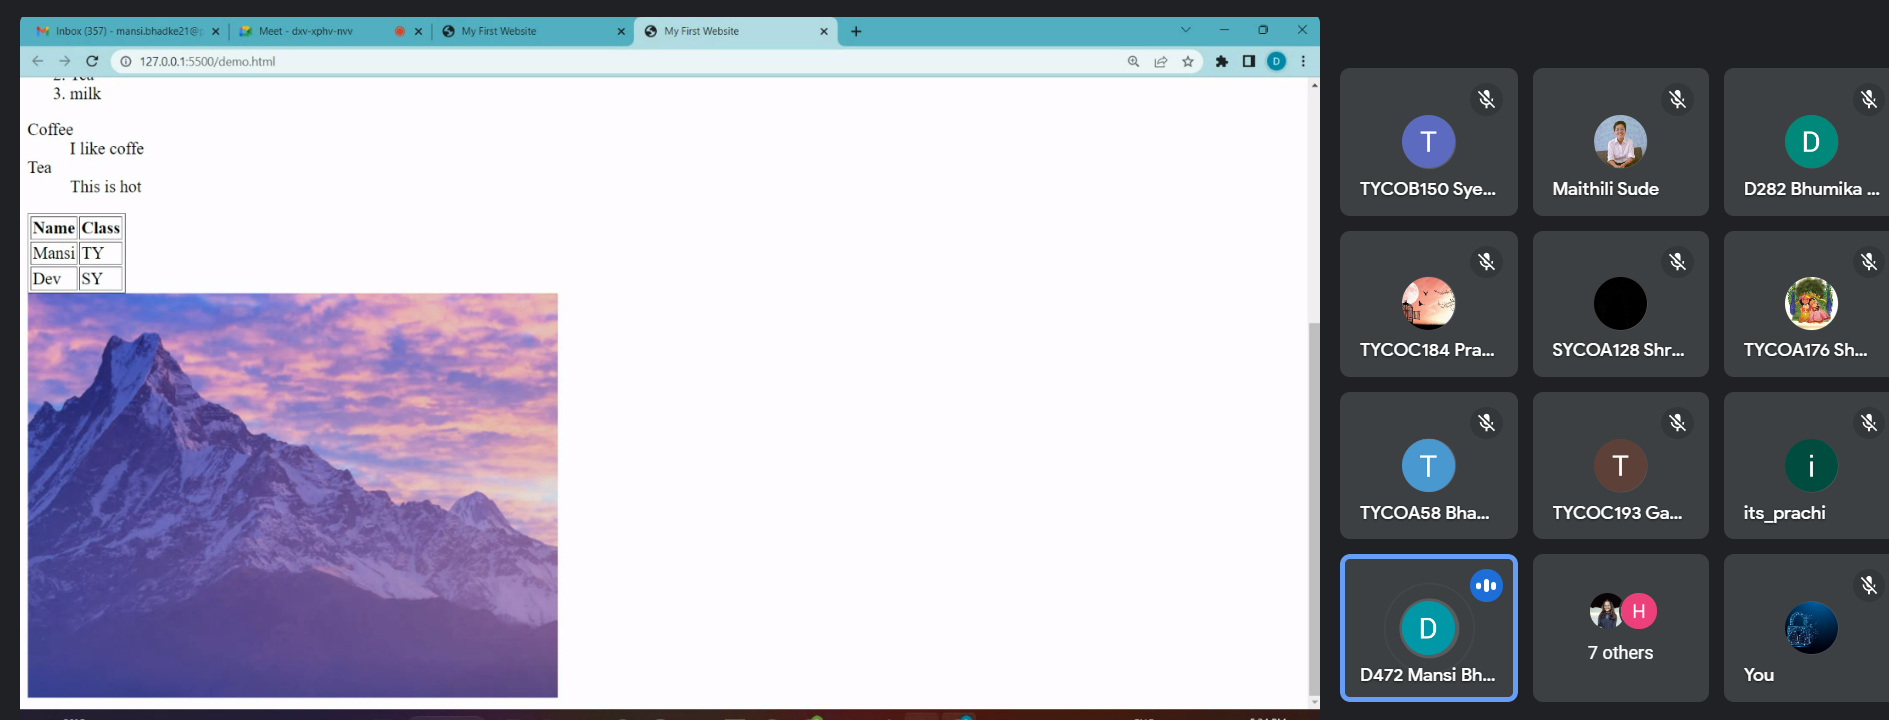 Inbox (357) - mansi.bhadke21@
Meet - dxv-xphv-nvv
My First Website
My First Website
127.0.0.1:5500/demo.html
D
2. Tea
3. milk
Coffee
I like coffe
Tea
This is hot
Name Class
Mansi TY
Dev SY
T
TYCOB150 Sye...
Maithili Sude
D
D282 Bhumika ...
TYCOC184 Pra...
SYCOA128 Shr...
TYCOA176 Sh...
T
TYCOA58 Bha...
T
TYCOC193 Ga...
i
its_prachi
D
D472 Mansi Bh...
H
7 others
You